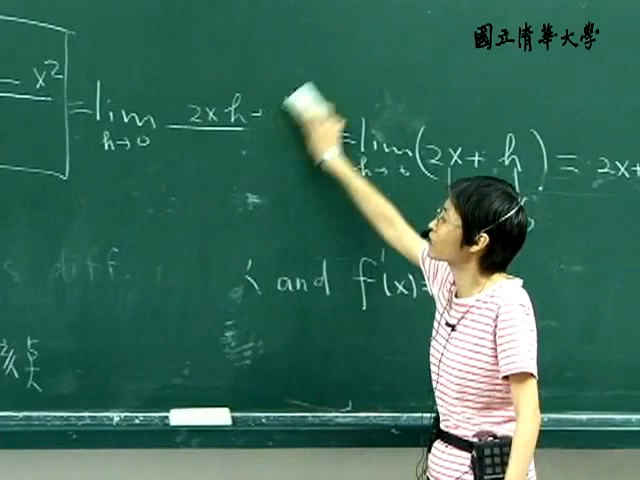 國立清華大學
- x²
= lim 2x·h - = lim (2x + h) = 2x+
h→0 h→0
s diff.
and f'(x) =